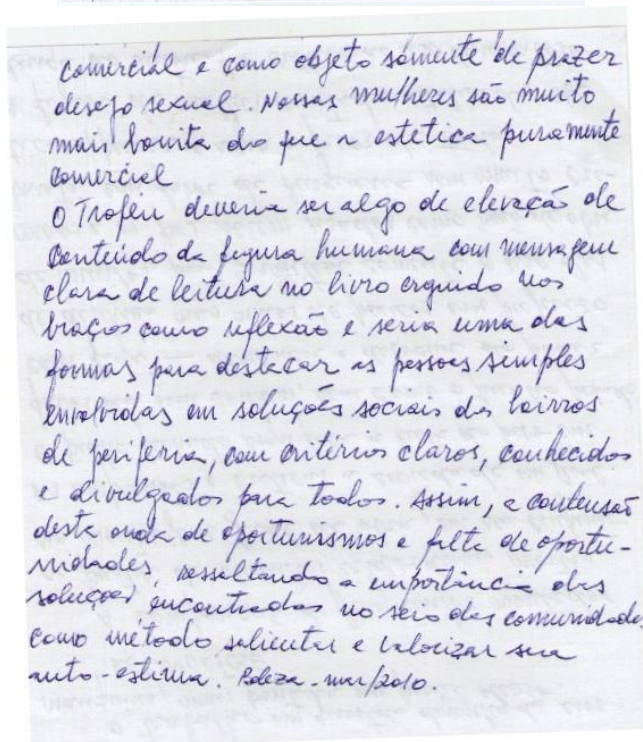 comercial e como objeto sómente de prazer
desejo sexual. Nossas mulheres são muito
mais bonita do que a estetica puramente
comercial
O Troféu deveria ser algo de elevação de
conteúdo da figura humana com mensagem
clara de leitura no livro erguido nos
braços como reflexão e seria uma das
formas para destacar as pessoas simples
envolvidas em soluções sociais dos bairros
de periferia, com critérios claros, conhecidos
e divulgados para todos. Assim, a contensão
desta onda de oportunismos e falta de oportu-
nidades, ressaltando a importância das
soluções encontradas no seio das comunidades
como método salientar e valorizar sua
auto-estima. mar/2010.